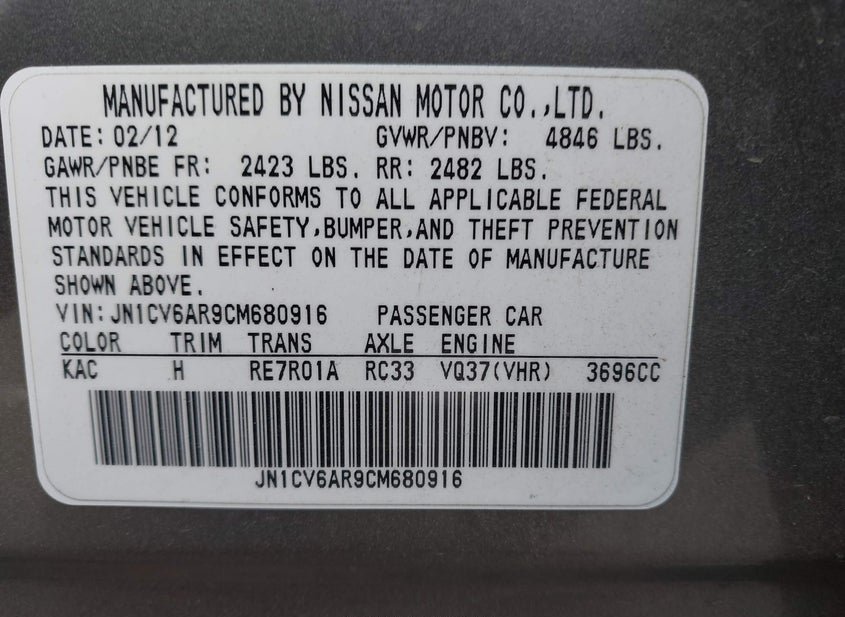 MANUFACTURED BY NISSAN MOTOR CO.,LTD.
DATE: 02/12 GVWR/PNBV: 4846 LBS.
GAWR/PNBE FR: 2423 LBS. RR: 2482 LBS.
THIS VEHICLE CONFORMS TO ALL APPLICABLE FEDERAL
MOTOR VEHICLE SAFETY,BUMPER,AND THEFT PREVENTION
STANDARDS IN EFFECT ON THE DATE OF MANUFACTURE
SHOWN ABOVE.
VIN: JN1CV6AR9CM680916 PASSENGER CAR
COLOR TRIM TRANS AXLE ENGINE
KAC H RE7R01A RC33 VQ37(VHR) 3696CC
JN1CV6AR9CM680916